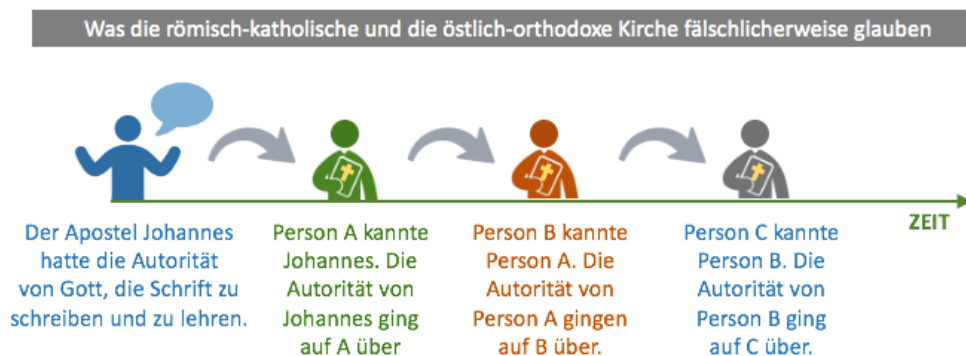 Was die römisch-katholische und die östlich-orthodoxe Kirche fälschlicherweise glauben
ZEIT
Der Apostel Johannes
hatte die Autorität
von Gott, die Schrift zu
schreiben und zu lehren.
Person A kannte
Johannes. Die
Autorität von
Johannes ging
auf A über
Person B kannte
Person A. Die
Autorität von
Person A gingen
auf B über.
Person C kannte
Person B. Die
Autorität von
Person B ging
auf C über.